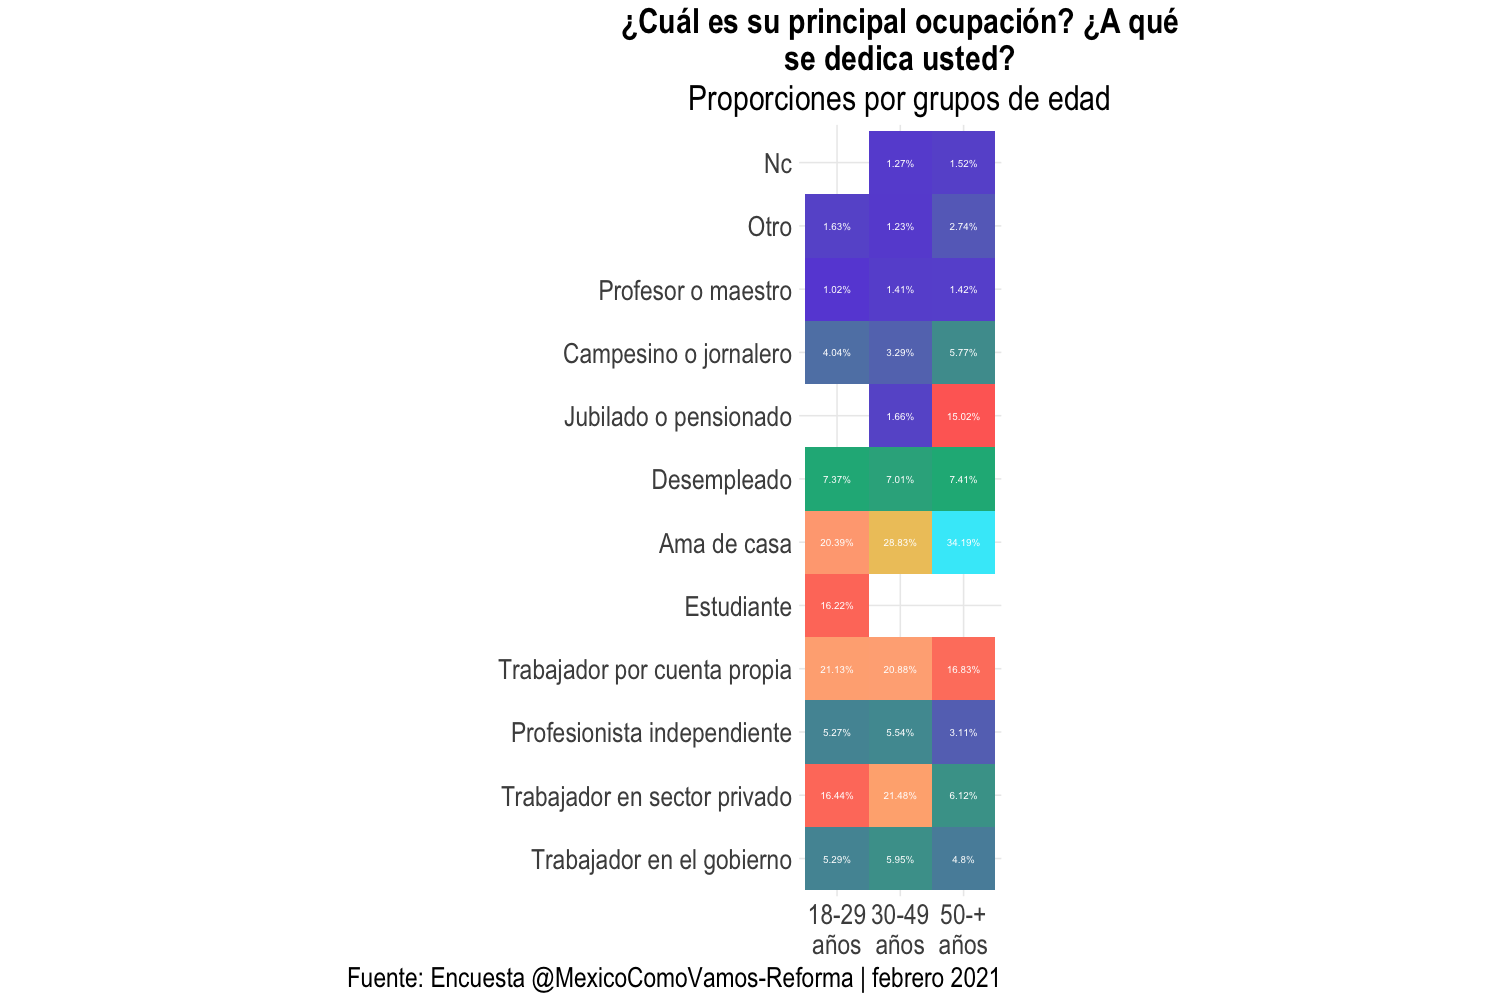 ¿Cuál es su principal ocupación? ¿A qué
se dedica usted?
Proporciones por grupos de edad
Nc
1.27%
1.52%
Otro
1.63%
1.23%
2.74%
Profesor o maestro
1.02%
1.41%
1.42%
Campesino o jornalero
4.04%
3.29%
5.77%
Jubilado o pensionado
1.66%
15.02%
Desempleado
7.37%
7.01%
7.41%
Ama de casa
20.39%
28.83%
34.19%
Estudiante
16.22%
Trabajador por cuenta propia
21.13%
20.88%
16.83%
Profesionista independiente
5.27%
5.54%
3.11%
Trabajador en sector privado
16.44%
21.48%
6.12%
Trabajador en el gobierno
5.29%
5.95%
4.8%
18-29
años
30-49
años
50-+
años
Fuente: Encuesta @MexicoComoVamos-Reforma | febrero 2021